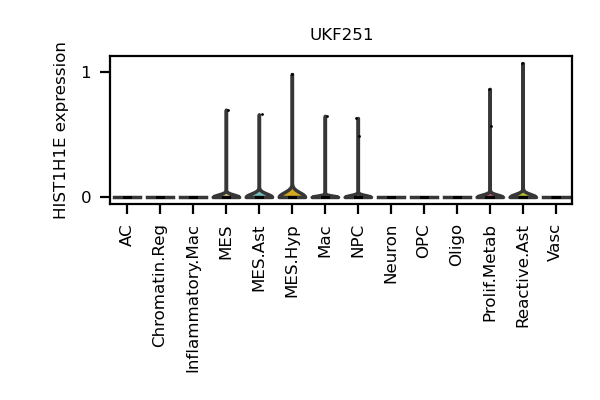 UKF251
HIST1H1E expression
1
0
AC
Chromatin.Reg
Inflammatory.Mac
MES
MES.Ast
MES.Hyp
Mac
NPC
Neuron
OPC
Oligo
Prolif.Metab
Reactive.Ast
Vasc